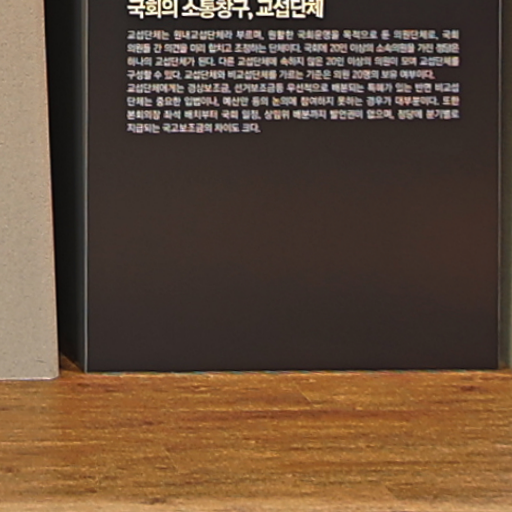 국회의 소통창구, 교섭단체
교섭단체는 원내교섭단체라 부르며, 원활한 국회운영을 목적으로 둔 의원단체로, 국회
의원들 간 의견을 미리 합치고 조정하는 단체이다. 국회에 20인 이상의 소속의원을 가진 정당은
하나의 교섭단체가 된다. 다른 교섭단체에 속하지 않은 20인 이상의 의원이 모여 교섭단체를
구성할 수 있다. 교섭단체와 비교섭단체를 가르는 기준은 의원 20명의 보유 여부이다.
교섭단체에게는 경상보조금, 선거보조금등 우선적으로 배분되는 특혜가 있는 반면 비교섭
단체는 중요한 입법이나, 예산안 등의 논의에 참여하지 못하는 경우가 대부분이다. 또한
본회의장 좌석 배치부터 국회 일정, 상임위 배분까지 발언권이 없으며, 정당에 분기별로
지급되는 국고보조금의 차이도 크다.